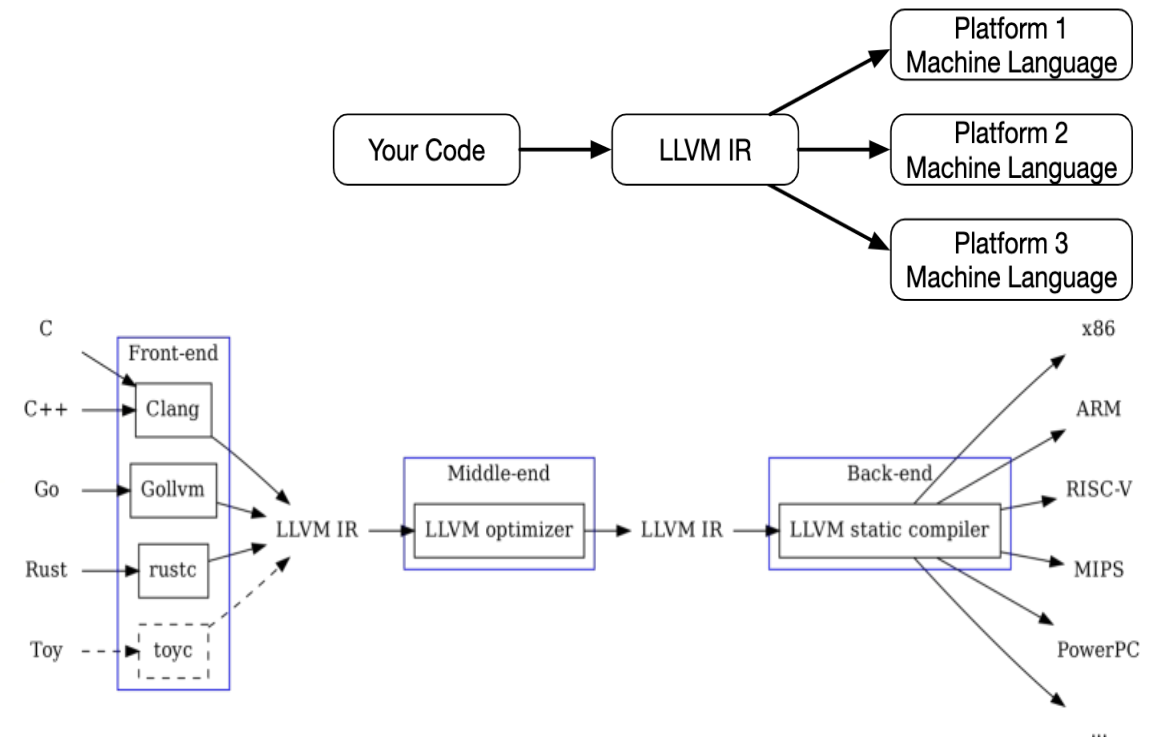 Platform 1
Machine Language
Your Code
LLVM IR
Platform 2
Machine Language
Platform 3
Machine Language
C
C++
Go
Rust
Toy
Front-end
Clang
Gollvm
rustc
toyc
LLVM IR
Middle-end
LLVM optimizer
LLVM IR
Back-end
LLVM static compiler
x86
ARM
RISC-V
MIPS
PowerPC
...